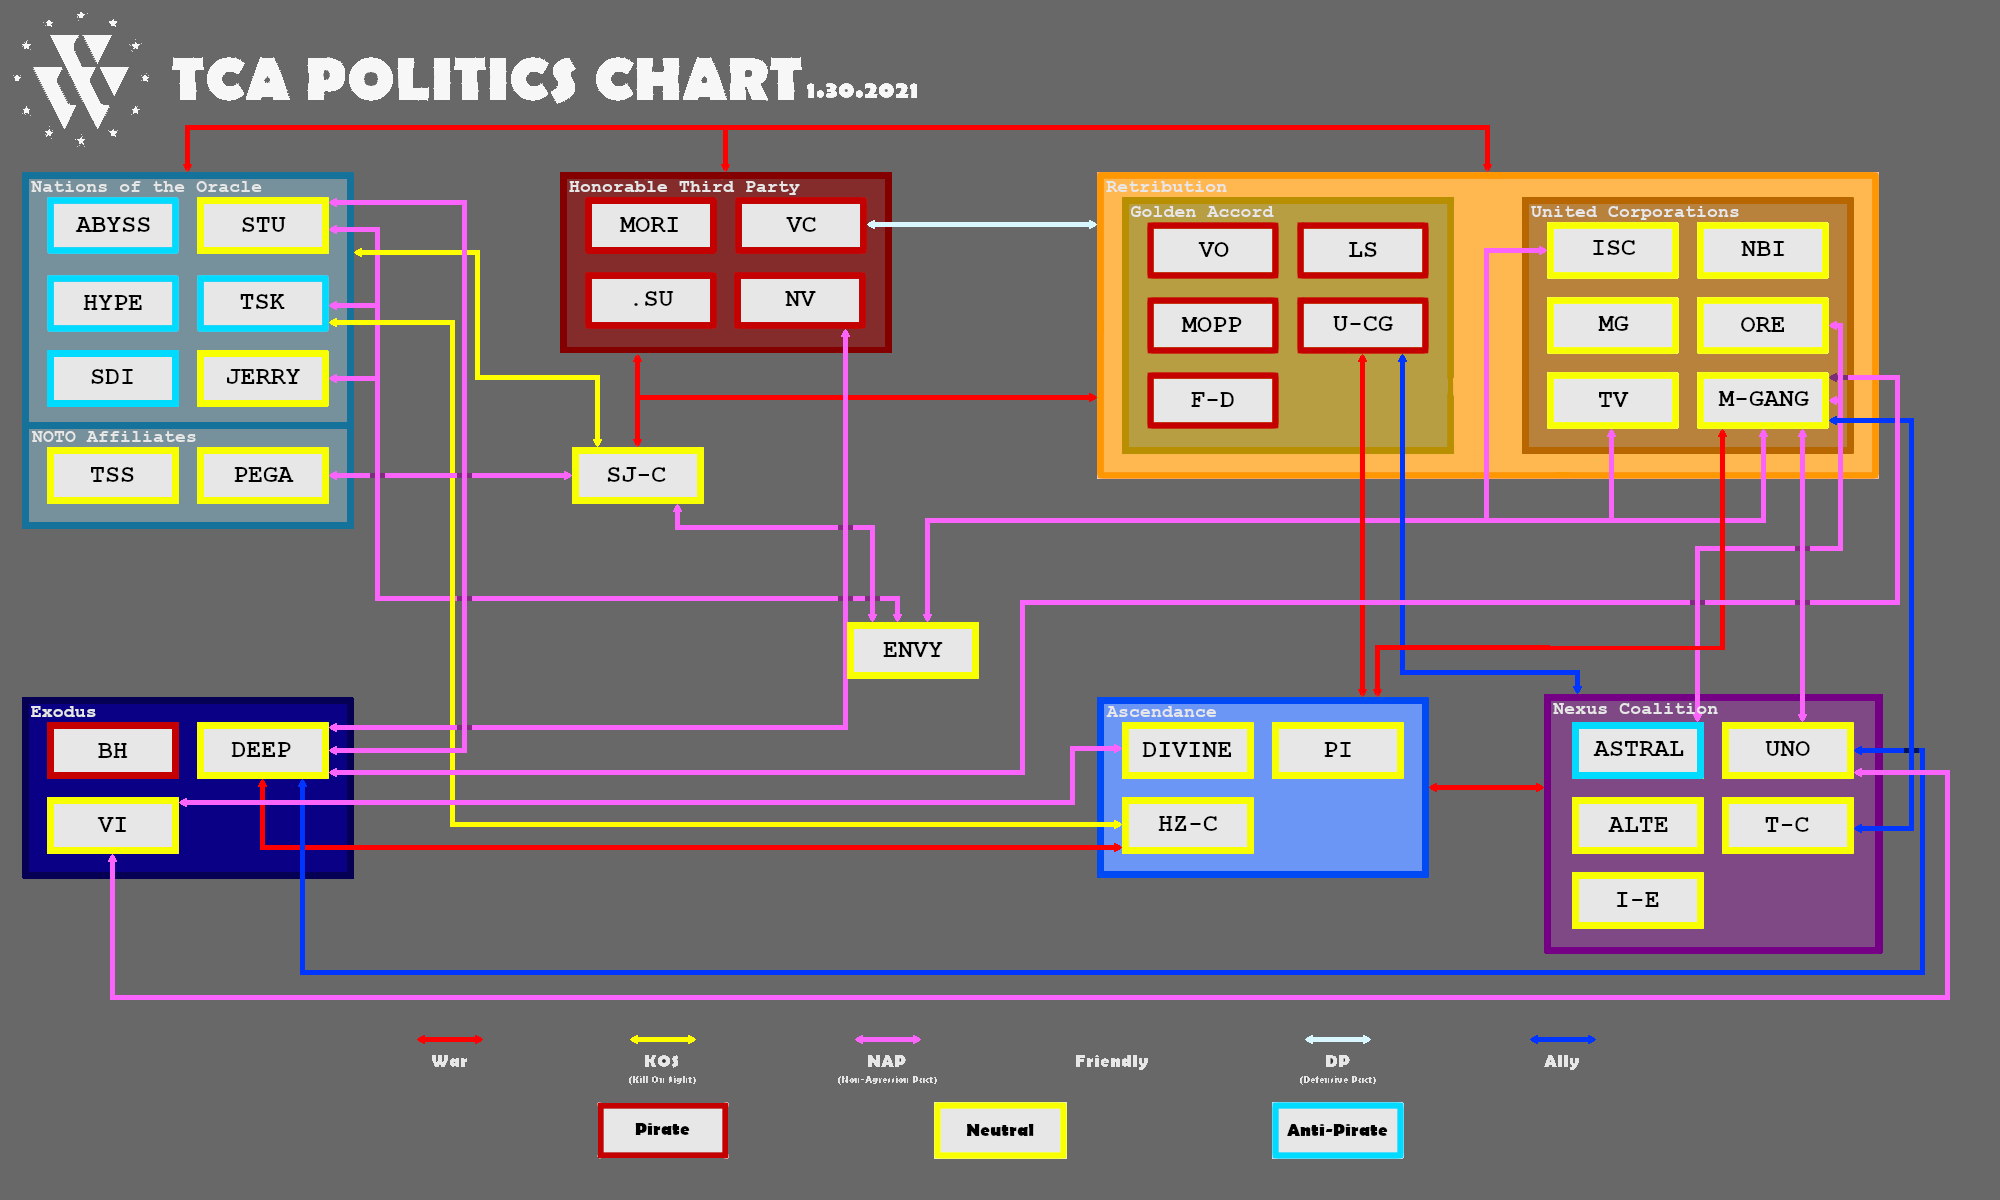 TCA POLITICS CHART 1.30.2021
Nations of the Oracle
ABYSS STU
HYPE TSK
SDI JERRY
NOTO Affiliates
TSS PEGA
Honorable Third Party
MORI VC
.SU NV
SJ-C
Retribution
Golden Accord
VO LS
MOPP U-CG
F-D
United Corporations
ISC NBI
MG ORE
TV M-GANG
ENVY
Exodus
BH DEEP
VI
Ascendance
DIVINE PI
HZ-C
Nexus Coalition
ASTRAL UNO
ALTE T-C
I-E
War
KOS
(Kill On Sight)
NAP
(Non-Agression Pact)
Friendly
DP
(Defensive Pact)
Ally
Pirate
Neutral
Anti-Pirate